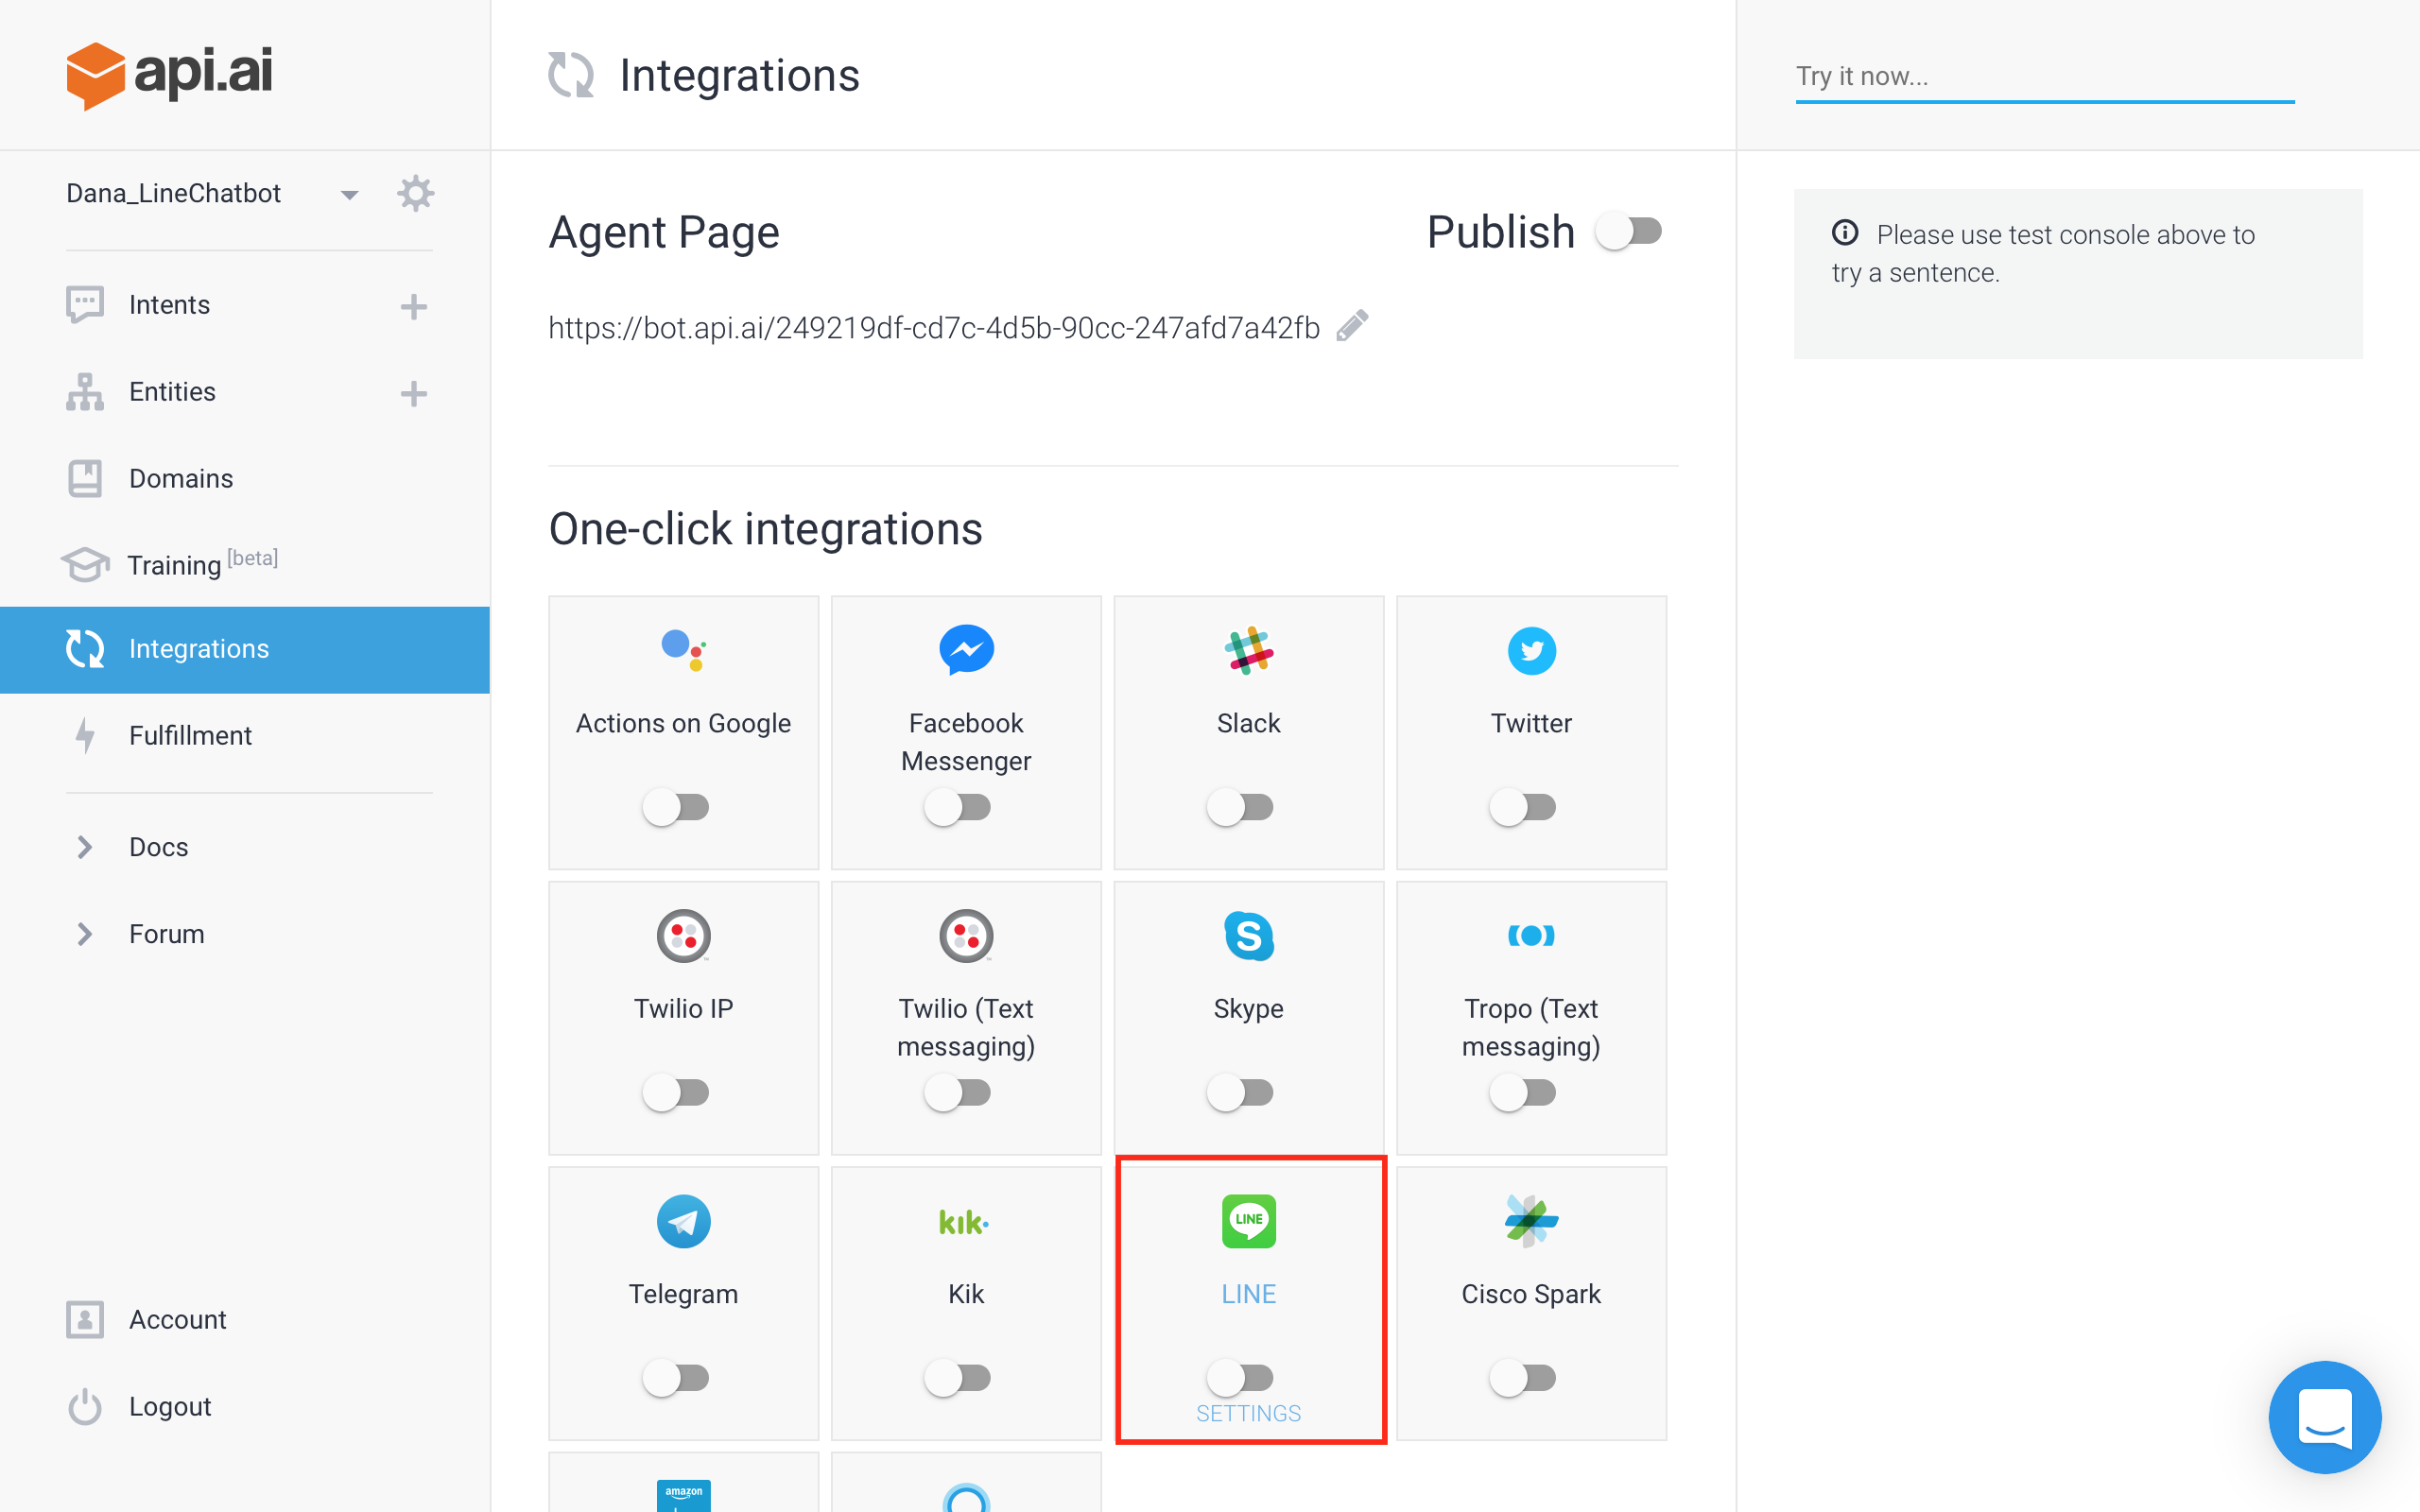 api.ai
Integrations
Try it now...
Dana_LineChatbot
Agent Page
Publish
Please use test console above to
try a sentence.
https://bot.api.ai/249219df-cd7c-4d5b-90cc-247afd7a42fb
Intents
Entities
Domains
Training [beta]
Integrations
Fulfillment
Docs
Forum
Account
Logout
One-click integrations
Actions on Google
Facebook
Messenger
Slack
Twitter
Twilio IP
Twilio (Text
messaging)
Skype
Tropo (Text
messaging)
Telegram
kik
Kik
LINE
LINE
SETTINGS
Cisco Spark
amazon